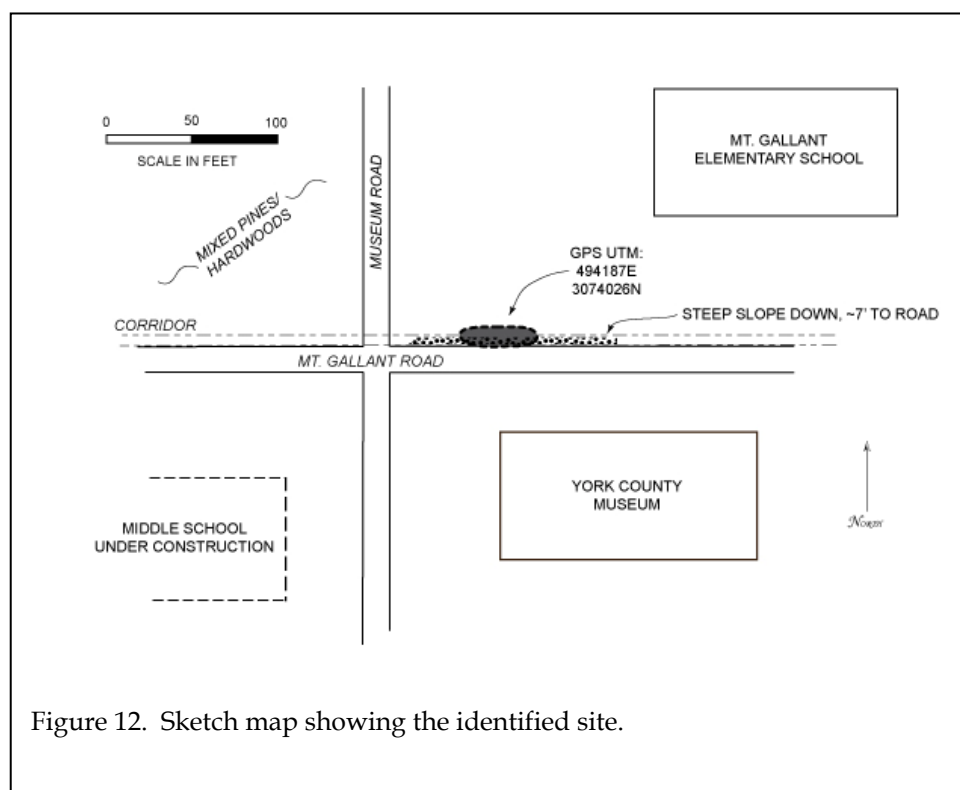 0 50 100
SCALE IN FEET
MIXED PINES/
HARDWOODS
MUSEUM ROAD
MT. GALLANT
ELEMENTARY SCHOOL
GPS UTM:
494187E
3074026N
STEEP SLOPE DOWN, ~7' TO ROAD
CORRIDOR
MT. GALLANT ROAD
YORK COUNTY
MUSEUM
MIDDLE SCHOOL
UNDER CONSTRUCTION
NORTH
Figure 12. Sketch map showing the identified site.